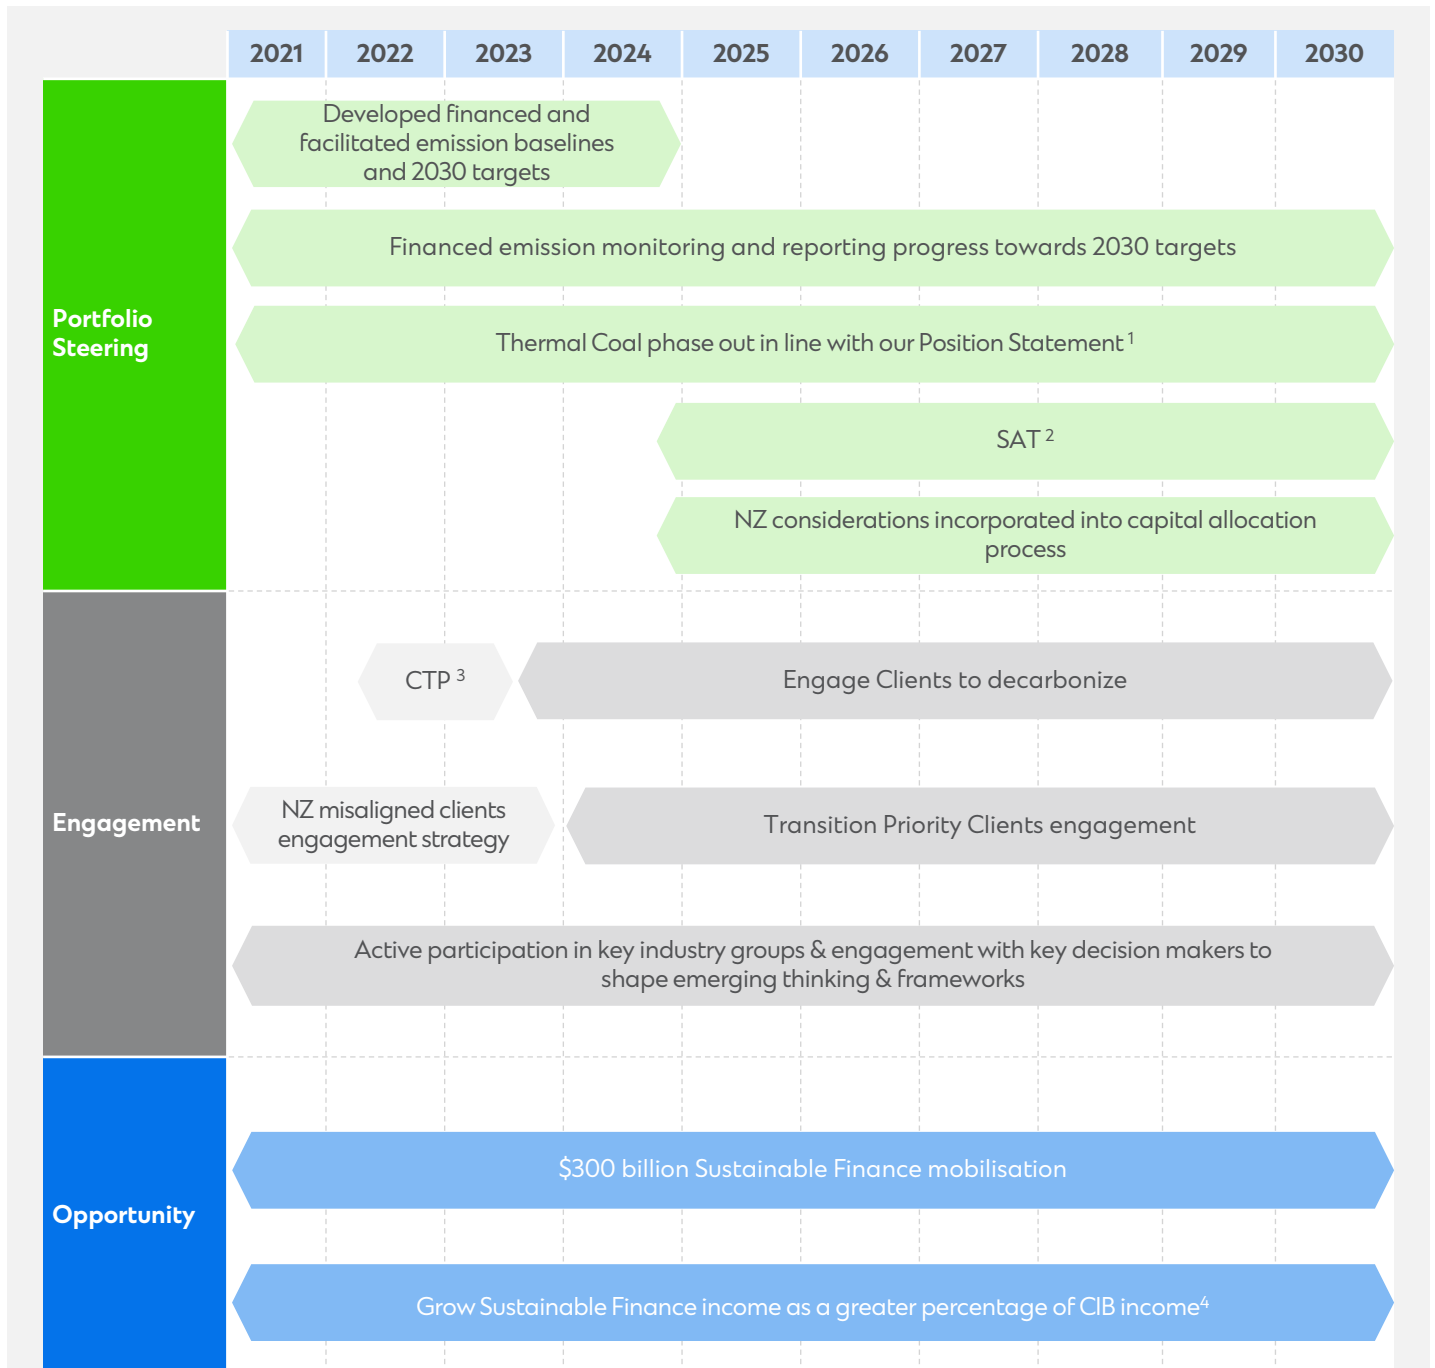 2021 2022 2023 2024 2025 2026 2027 2028 2029 2030
Portfolio
Steering
Developed financed and
facilitated emission baselines
and 2030 targets
Financed emission monitoring and reporting progress towards 2030 targets
Thermal Coal phase out in line with our Position Statement 1
SAT 2
NZ considerations incorporated into capital allocation
process
Engagement
CTP 3
Engage Clients to decarbonize
NZ misaligned clients
engagement strategy
Transition Priority Clients engagement
Active participation in key industry groups & engagement with key decision makers to
shape emerging thinking & frameworks
Opportunity
$300 billion Sustainable Finance mobilisation
Grow Sustainable Finance income as a greater percentage of CIB income4